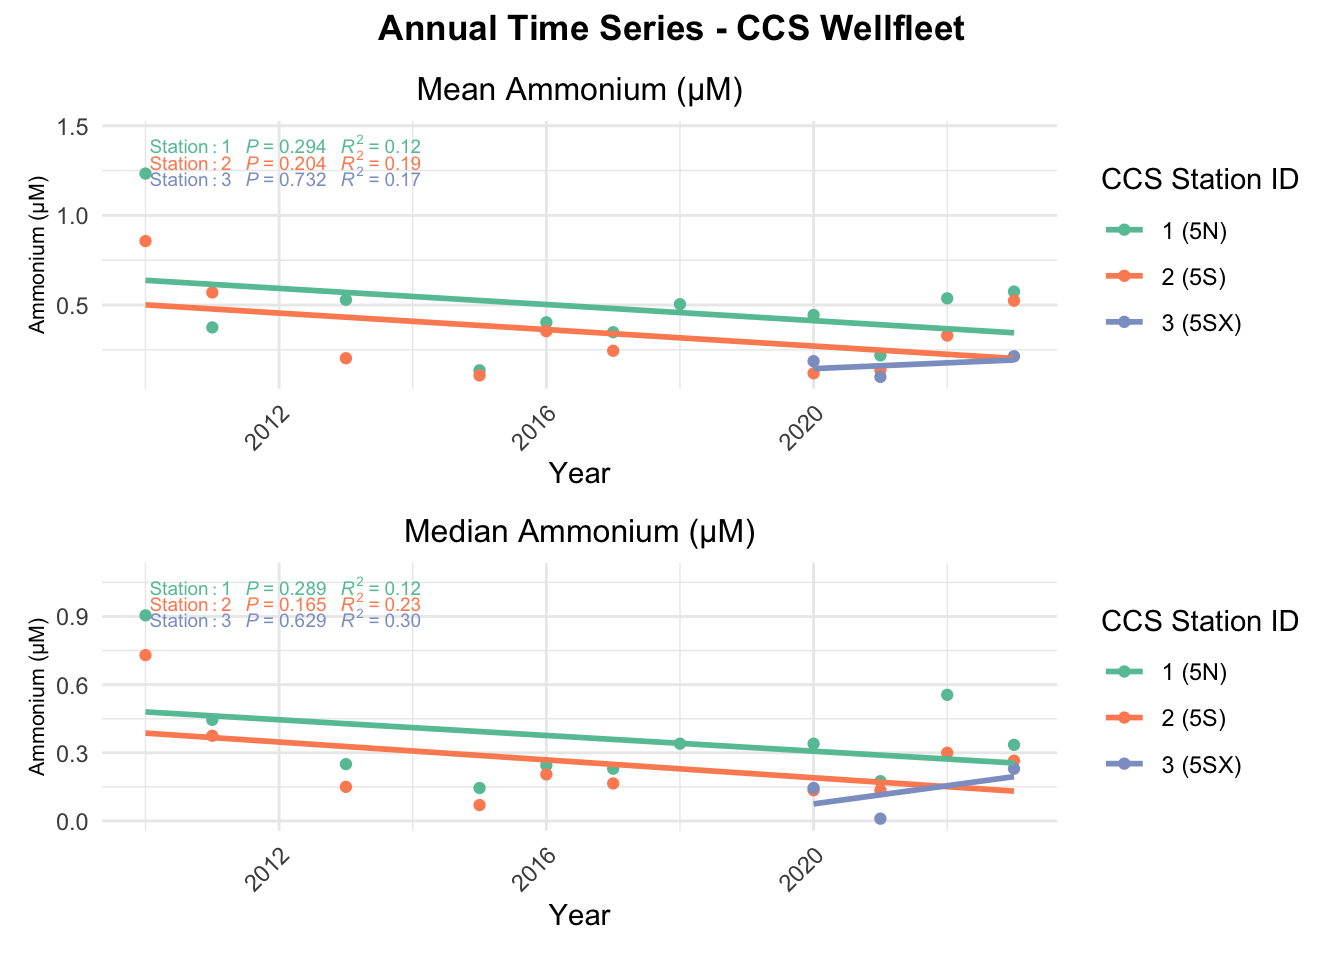 Annual Time Series - CCS Wellfleet
Mean Ammonium (µM)
Station: 1 P = 0.294 R² = 0.12
Station: 2 P = 0.204 R² = 0.19
Station: 3 P = 0.732 R² = 0.17
1.5
1.0
0.5
Ammonium (µM)
2012 2016 2020
Year
CCS Station ID
1 (5N)
2 (5S)
3 (5SX)
Median Ammonium (µM)
Station: 1 P = 0.289 R² = 0.12
Station: 2 P = 0.165 R² = 0.23
Station: 3 P = 0.629 R² = 0.30
0.9
0.6
0.3
0.0
Ammonium (µM)
2012 2016 2020
Year
CCS Station ID
1 (5N)
2 (5S)
3 (5SX)